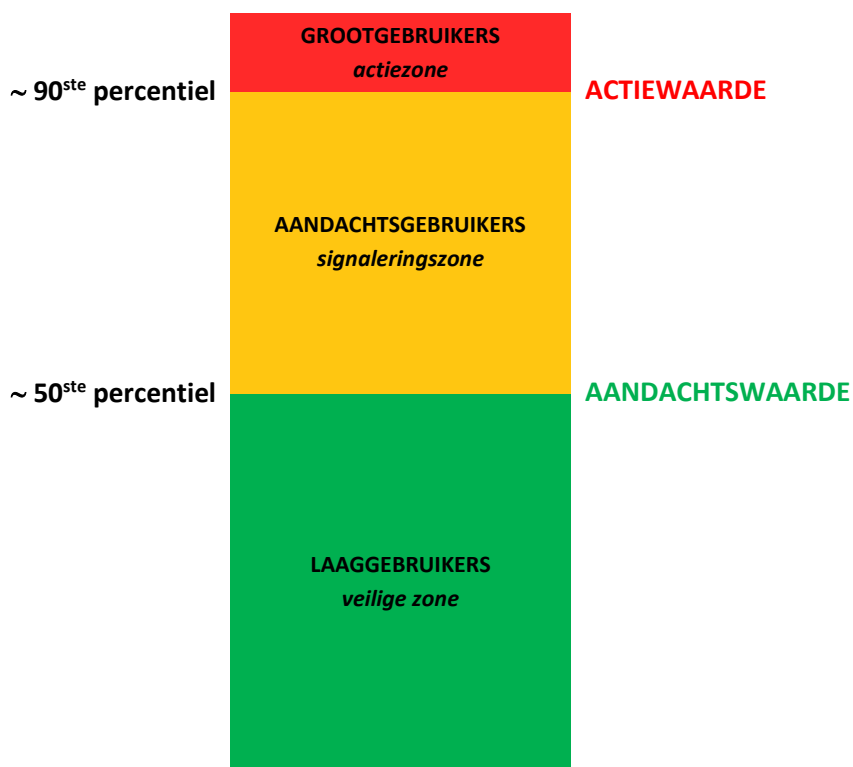 GROOTGEBRUIKERS
actiezone
~ 90ste percentiel
ACTIEWAARDE
AANDACHTSGEBRUIKERS
signaleringszone
~ 50ste percentiel
AANDACHTSWAARDE
LAAGGEBRUIKERS
veilige zone